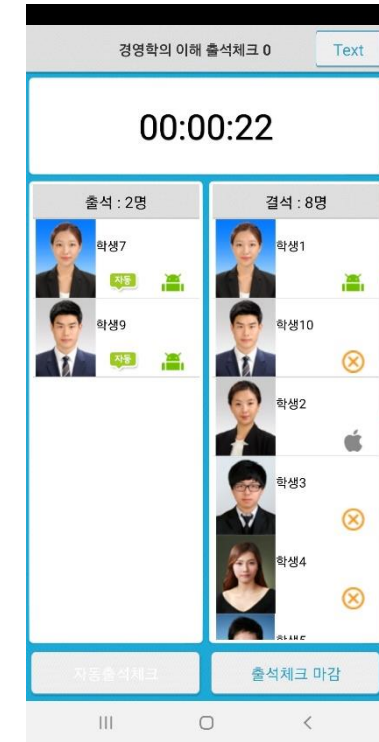 경영학의 이해 출석체크 0
Text
00:00:22
출석 : 2명
학생7
자동
학생9
자동
결석 : 8명
학생1
학생10
학생2
학생3
학생4
자동출석체크
출석체크 마감